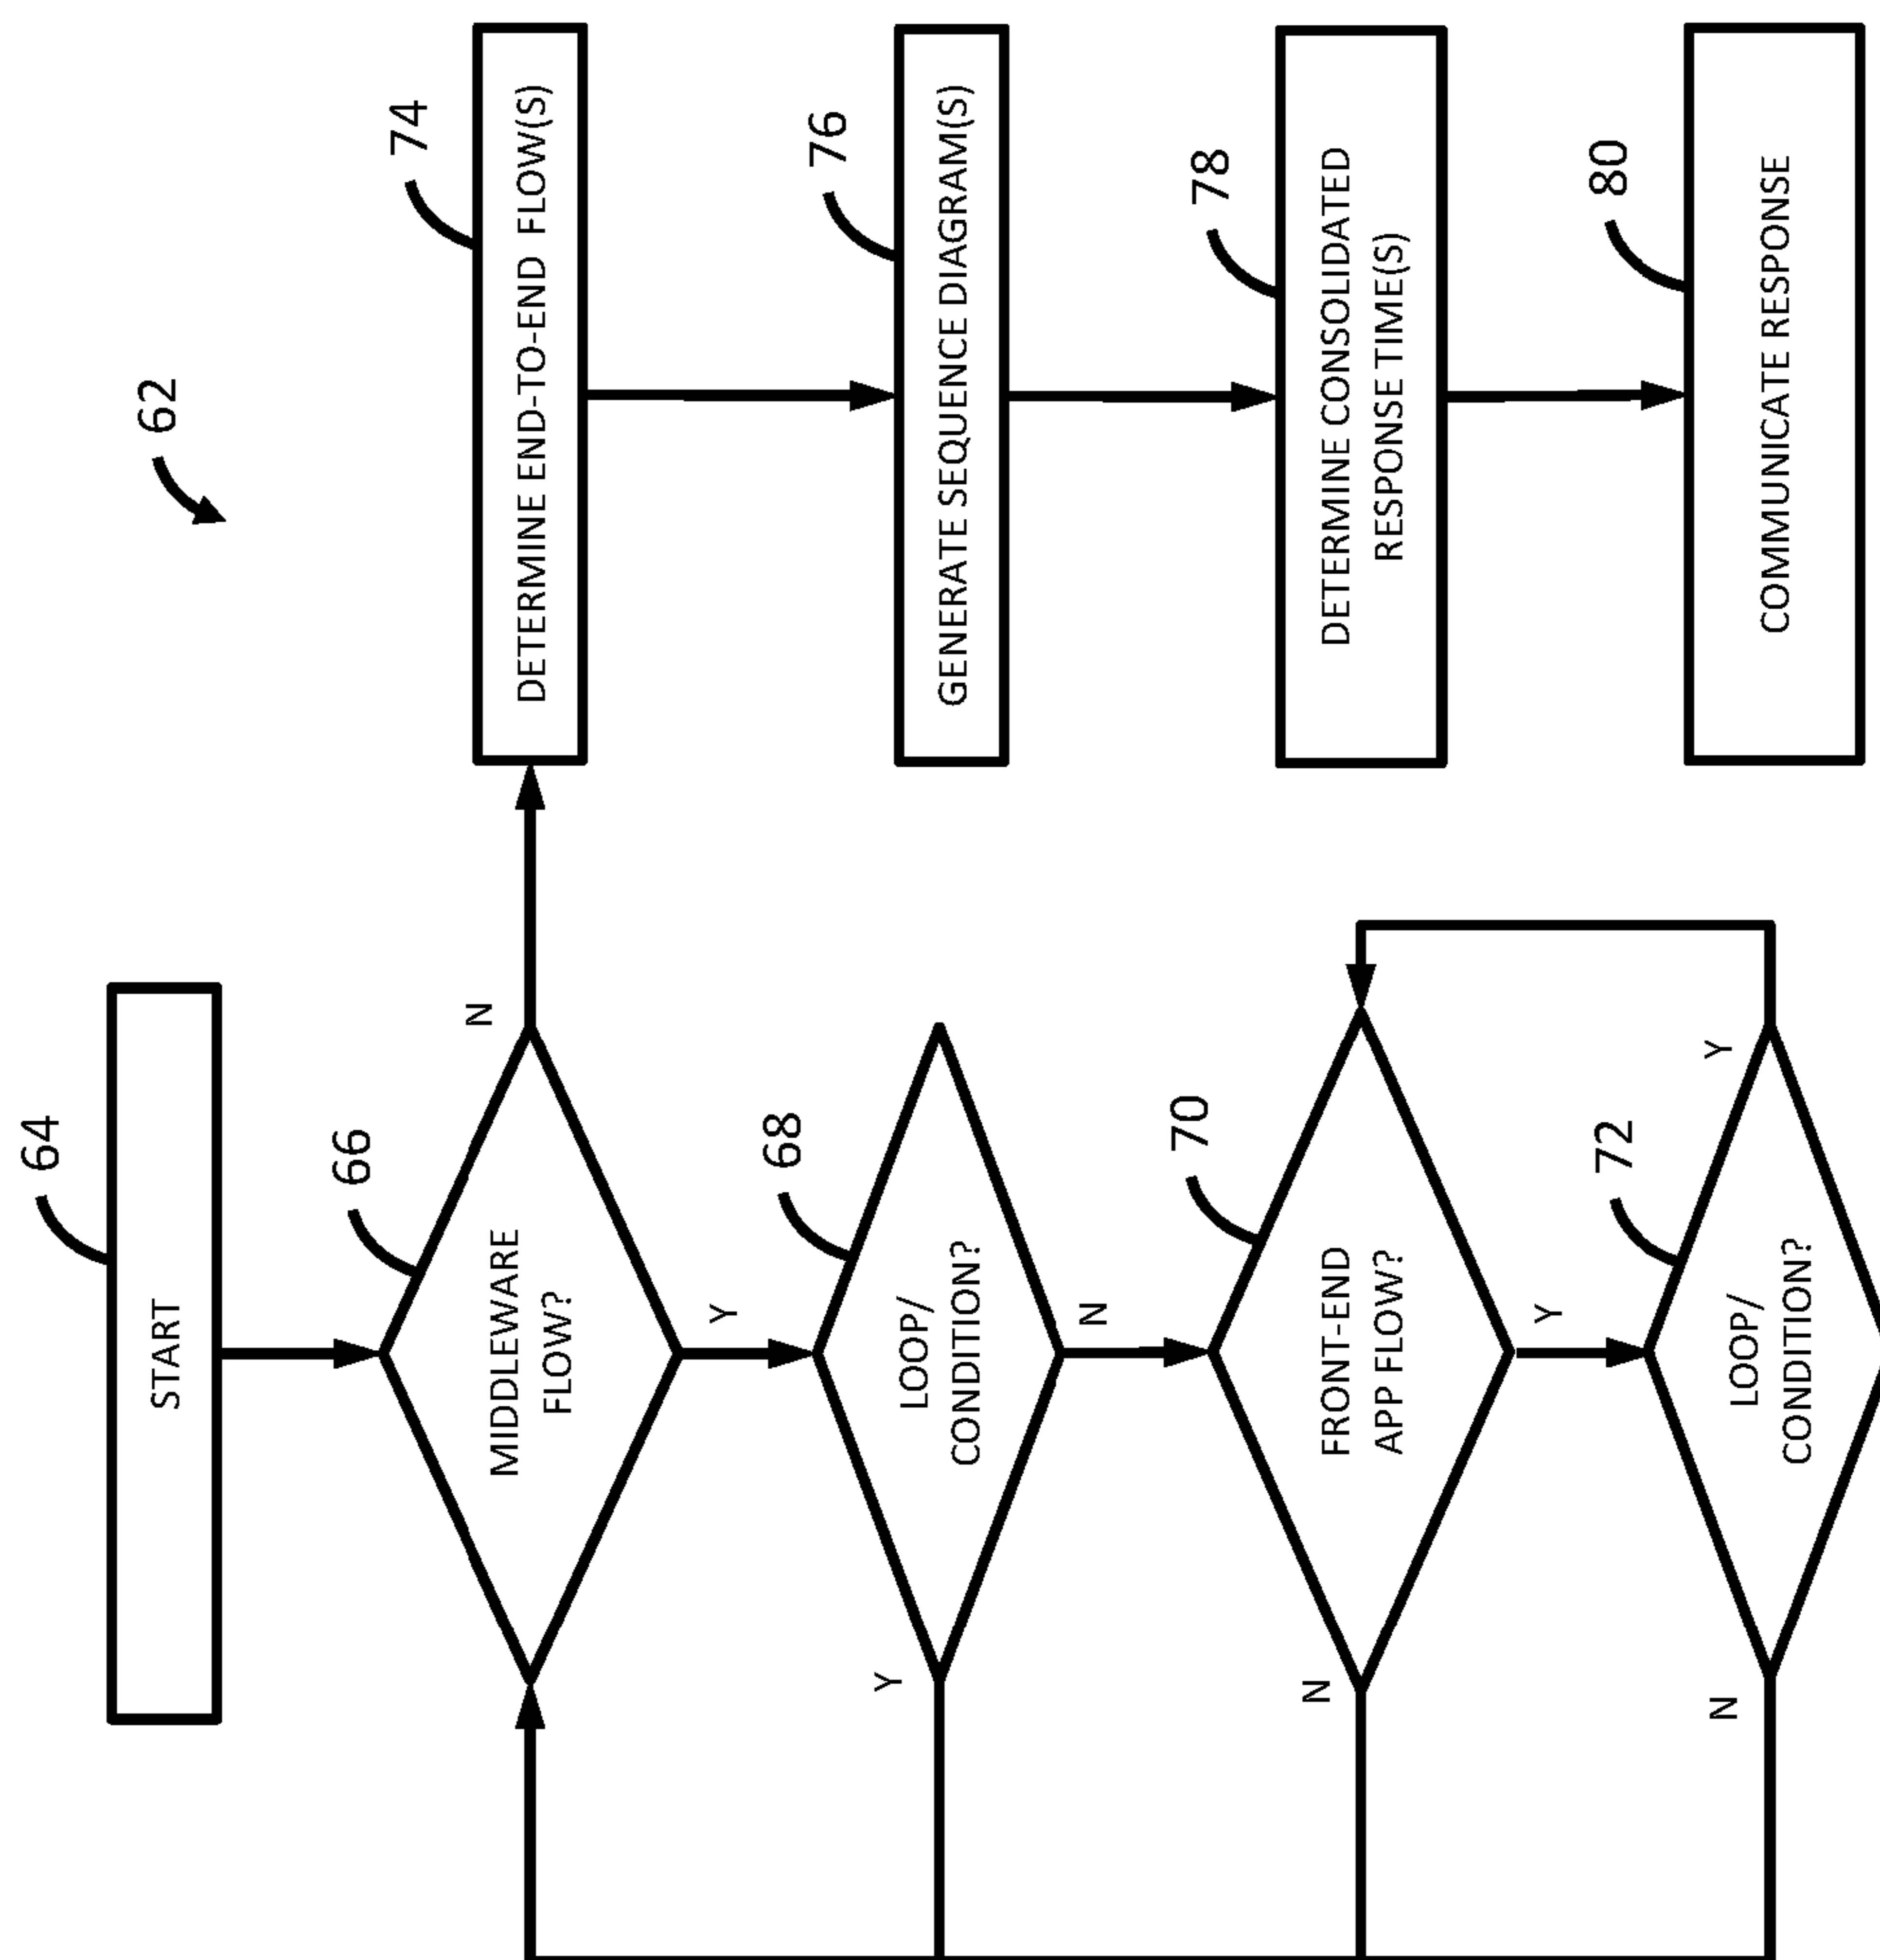 62
64
START
66
MIDDLEWARE
FLOW?
N
Y
68
LOOP/
CONDITION?
Y
N
70
FRONT-END
APP FLOW?
N
Y
72
LOOP/
CONDITION?
N
Y
74
DETERMINE END-TO-END FLOW(S)
76
GENERATE SEQUENCE DIAGRAM(S)
78
DETERMINE CONSOLIDATED
RESPONSE TIME(S)
80
COMMUNICATE RESPONSE